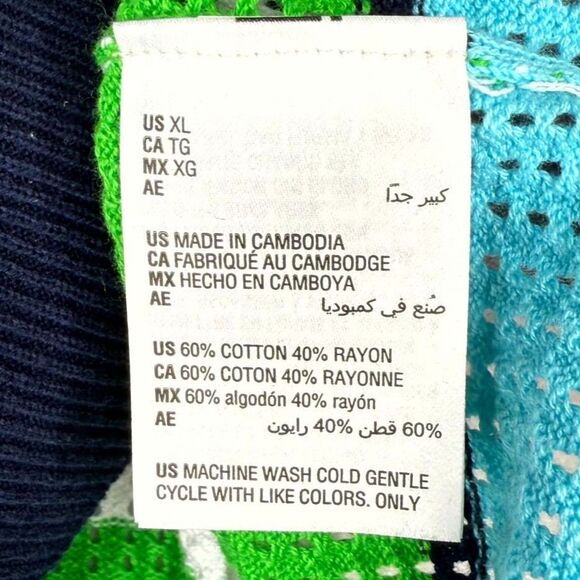 US XL
CA TG
MX XG
AE كبير جدًا
US MADE IN CAMBODIA
CA FABRIQUÉ AU CAMBODGE
MX HECHO EN CAMBOYA
AE صُنع في كمبوديا
US 60% COTTON 40% RAYON
CA 60% COTON 40% RAYONNE
MX 60% algodón 40% rayón
AE 60% قطن 40% رايون
US MACHINE WASH COLD GENTLE
CYCLE WITH LIKE COLORS. ONLY